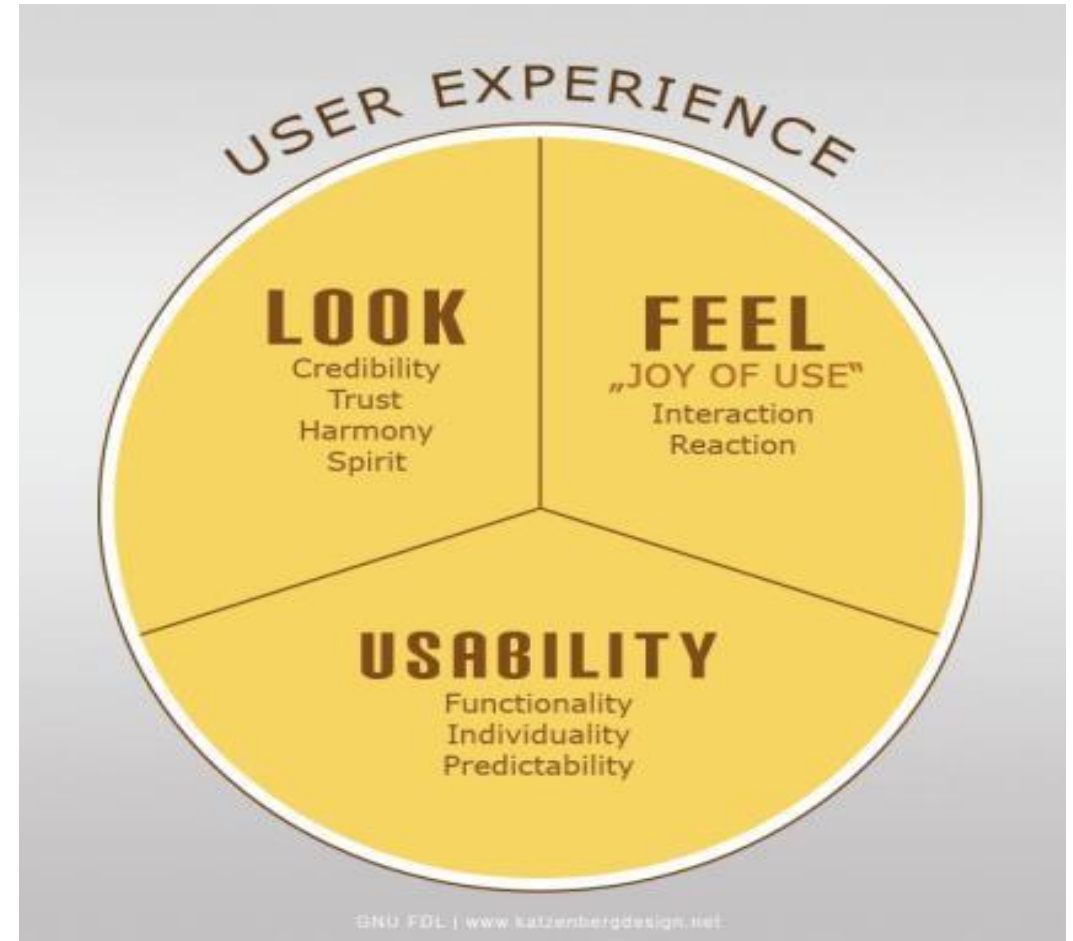 USER EXPERIENCE
LOOK
Credibility
Trust
Harmony
Spirit
FEEL
„JOY OF USE“
Interaction
Reaction
USABILITY
Functionality
Individuality
Predictability
GNU FDL | www.katzenbergdesign.net